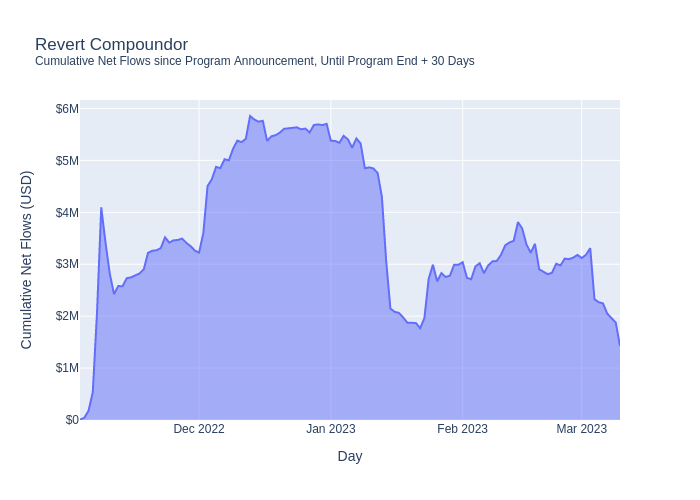 Revert Compoundor
Cumulative Net Flows since Program Announcement, Until Program End + 30 Days
$6M
$5M
$4M
$3M
$2M
$1M
$0
Cumulative Net Flows (USD)
Dec 2022
Jan 2023
Feb 2023
Mar 2023
Day